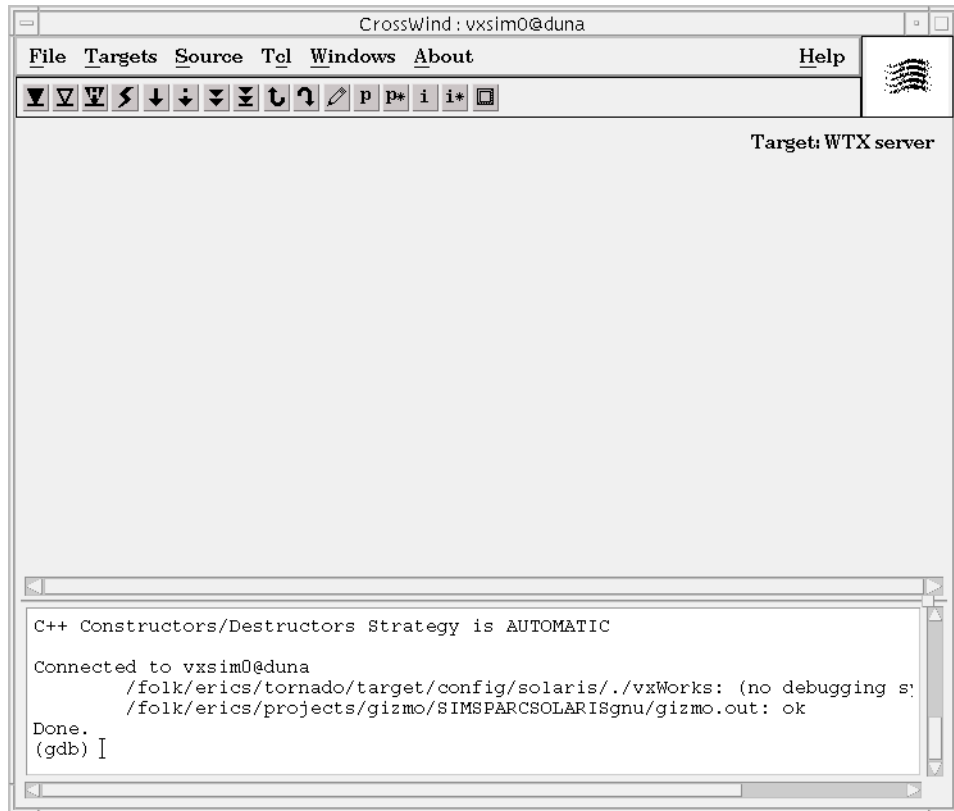 CrossWind : vxsim0@duna
File Targets Source Tcl Windows About Help
p p* i i*
Target: WTX server
C++ Constructors/Destructors Strategy is AUTOMATIC
Connected to vxsim0@duna
/folk/erics/tornado/target/config/solaris/./vxWorks: (no debugging
/folk/erics/projects/gizmo/SIMSPARCSOLARISgnu/gizmo.out: ok
Done.
(gdb)